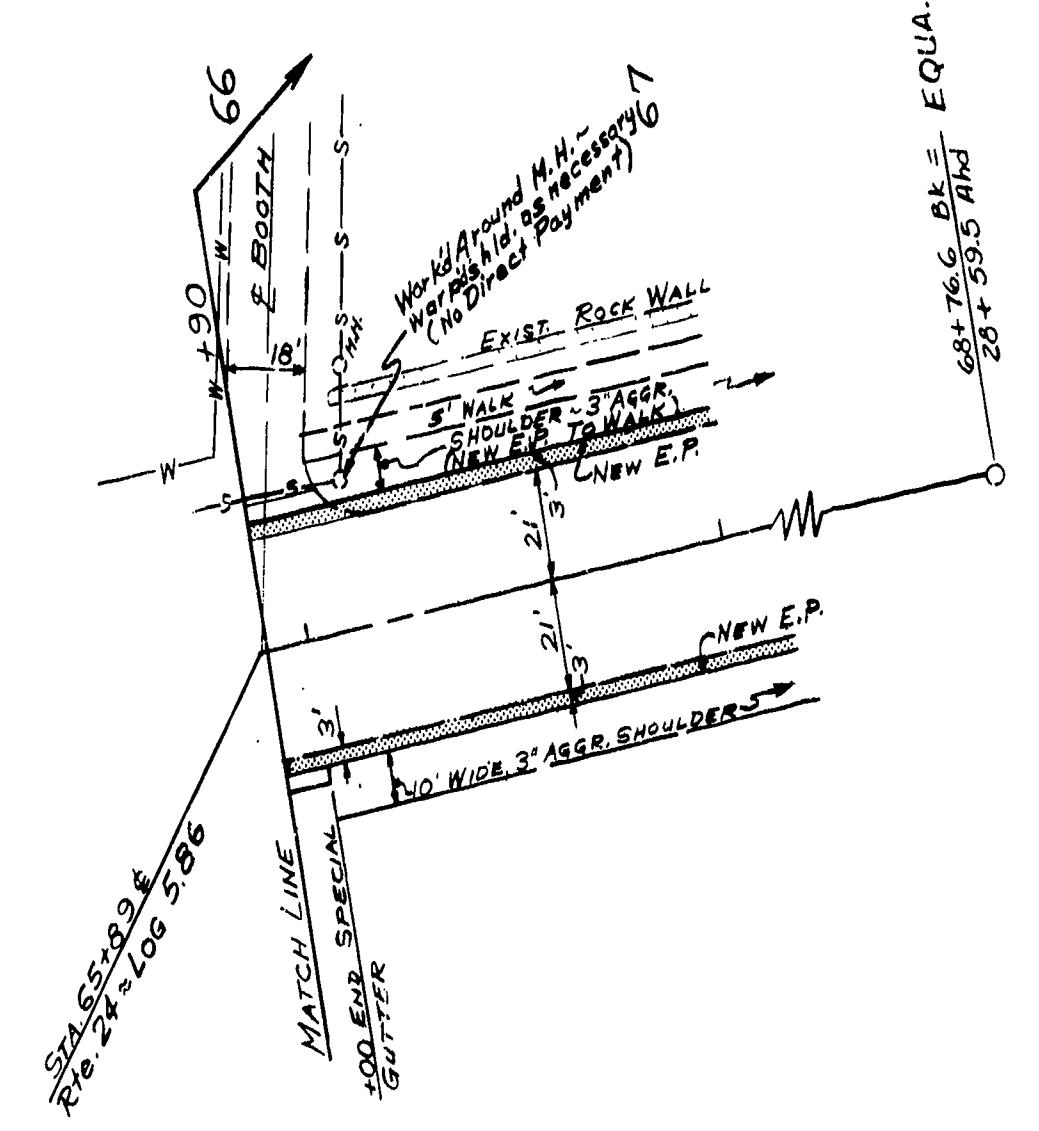 66
67
+90
W
W
W
℄ BOOTH
18'
S
S
S
S
S
S
M.H.
Work'd Around M.H. ~
warp'd shld. as necessary
(No Direct Payment)
68+76.6 Bk = EQUA.
28+59.5 Ahd
EXIST. ROCK WALL
5' WALK
SHOULDER ~ 3" AGGR.
(NEW E.P. TO WALK)
NEW E.P.
3'
21'
21'
3'
NEW E.P.
3'
10' WIDE, 3" AGGR. SHOULDER
STA. 65+89 ℄
Rte. 24 ≈ LOG 5.86
MATCH LINE
+00 END SPECIAL
GUTTER